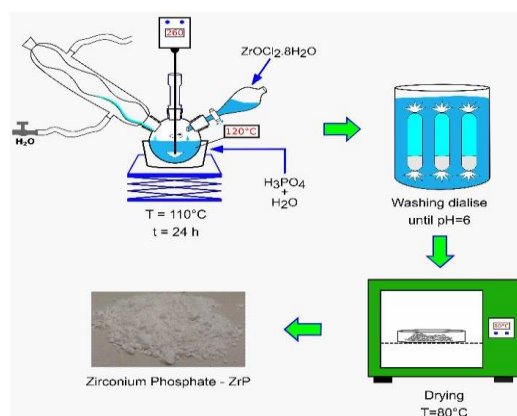 260
ZrOCl2.8H2O
H2O
120°C
H3PO4
+
H2O
T = 110°C
t = 24 h
Washing dialise
until pH=6
Zirconium Phosphate - ZrP
Drying
T=80°C